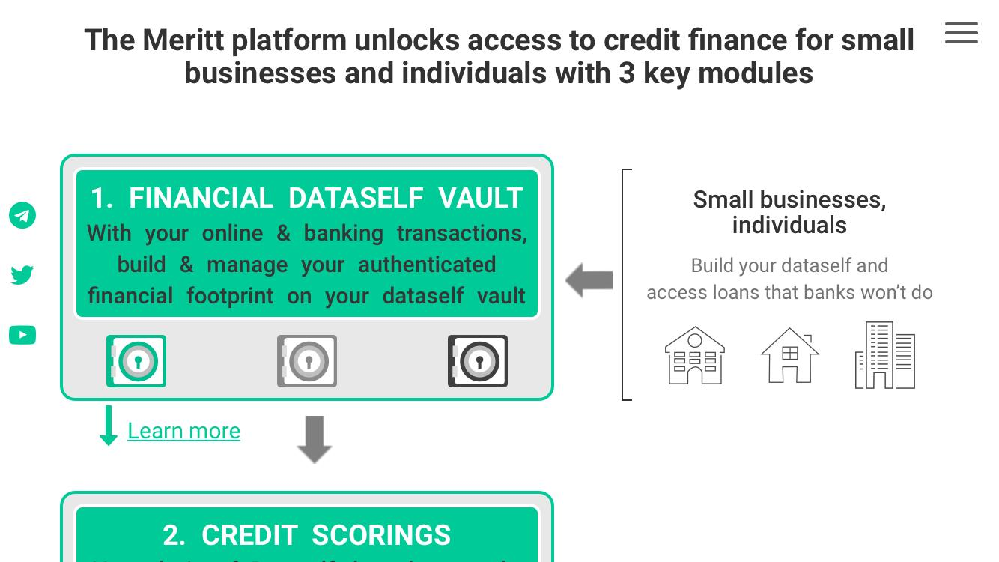 The Meritt platform unlocks access to credit finance for small
businesses and individuals with 3 key modules
1. FINANCIAL DATASELF VAULT
With your online & banking transactions,
build & manage your authenticated
financial footprint on your dataself vault
Small businesses,
individuals
Build your dataself and
access loans that banks won’t do
Learn more
2. CREDIT SCORINGS